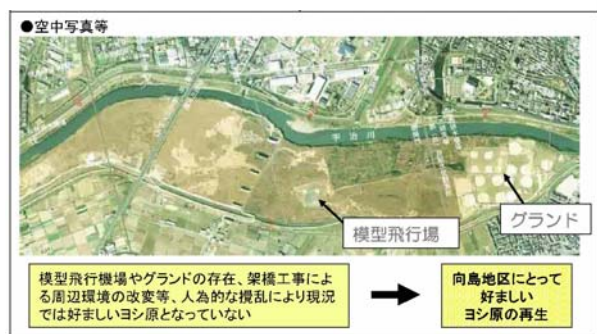 ●空中写真等
宇治川
グランド
模型飛行場
模型飛行機場やグランドの存在、架橋工事によ
る周辺環境の改変等、人為的な擾乱により現況
では好ましいヨシ原となっていない
向島地区にとって
好ましい
ヨシ原の再生